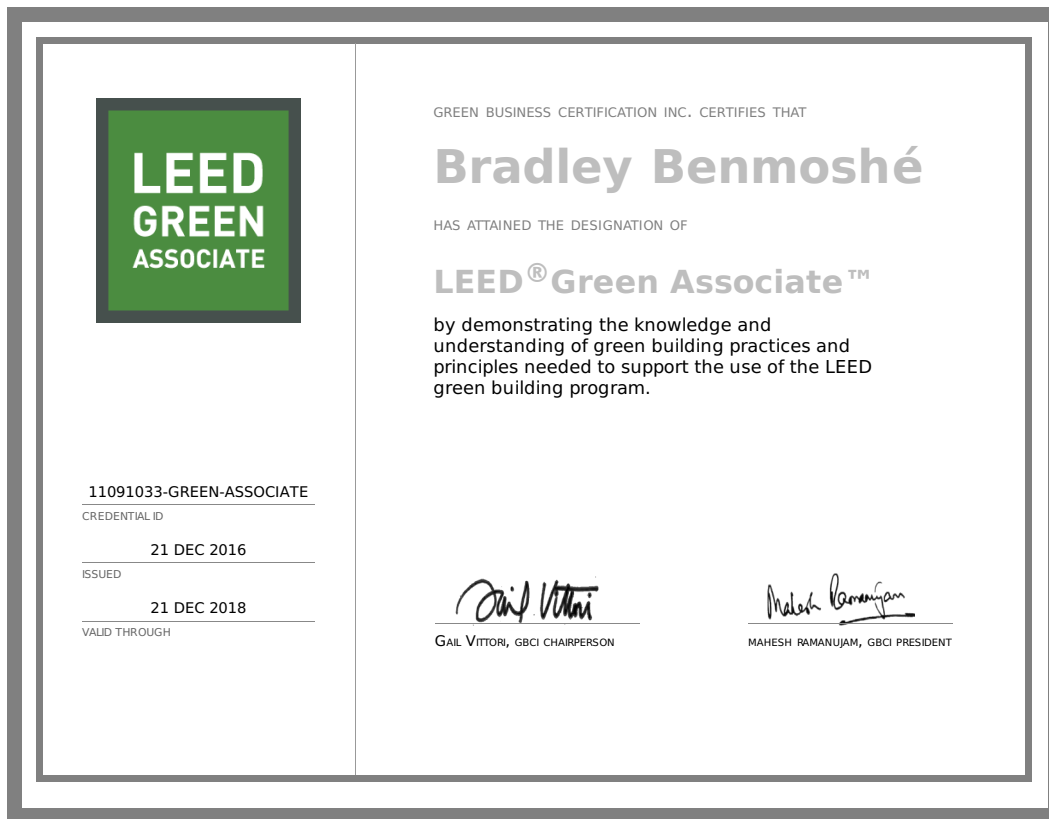 LEED
GREEN
ASSOCIATE
11091033-GREEN-ASSOCIATE
CREDENTIAL ID
21 DEC 2016
ISSUED
21 DEC 2018
VALID THROUGH
GREEN BUSINESS CERTIFICATION INC. CERTIFIES THAT
Bradley Benmoshé
HAS ATTAINED THE DESIGNATION OF
LEED®Green Associate™
by demonstrating the knowledge and
understanding of green building practices and
principles needed to support the use of the LEED
green building program.
Gail Vittori
Mahesh Ramanujam
GAIL VITTORI, GBCI CHAIRPERSON
MAHESH RAMANUJAM, GBCI PRESIDENT